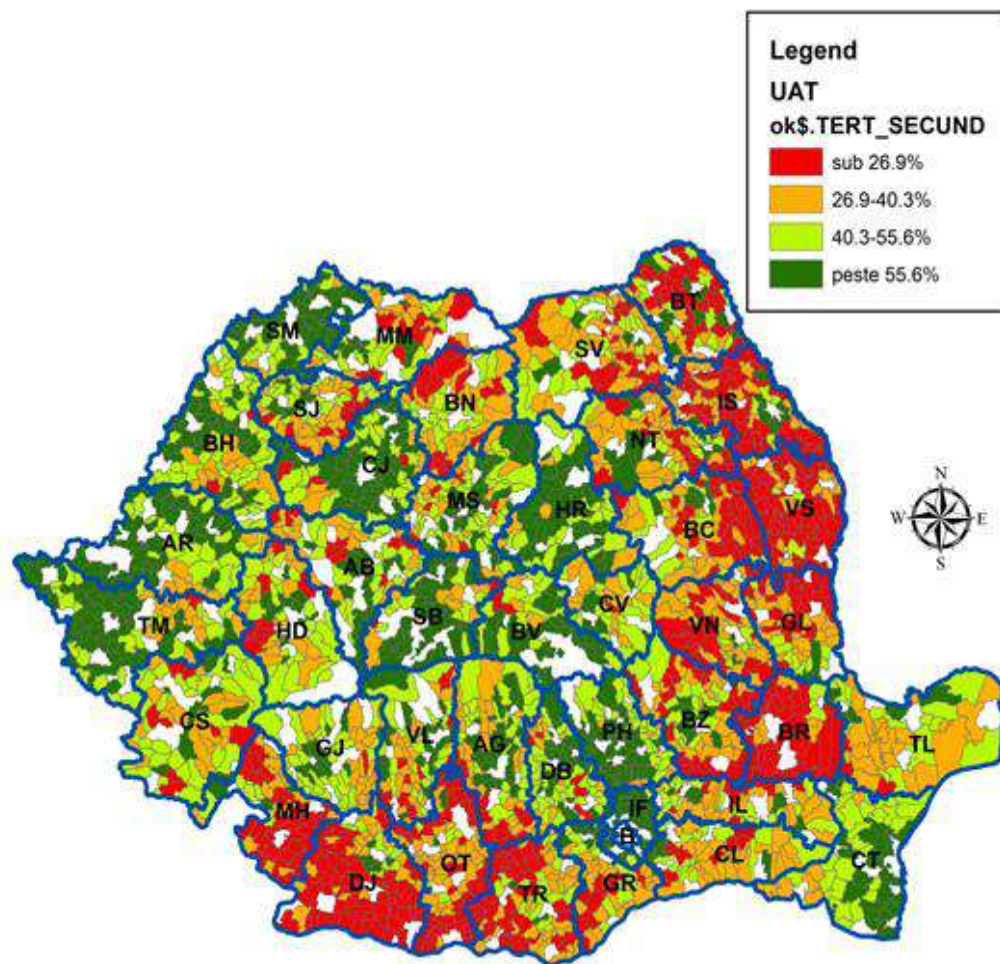 Legend
UAT
ok$.TERT_SECUND
sub 26.9%
26.9-40.3%
40.3-55.6%
peste 55.6%
N
W E
S
BT
SM
MM
SV
SJ
BN
IS
BH
CJ
NT
MS
HR
BC
VS
AR
AB
TM
HD
SB
BV
CV
VN
GL
CS
GJ
VL
AG
DB
PH
BZ
BR
TL
MH
IF
B
IL
DJ
OT
TR
GR
CL
CT